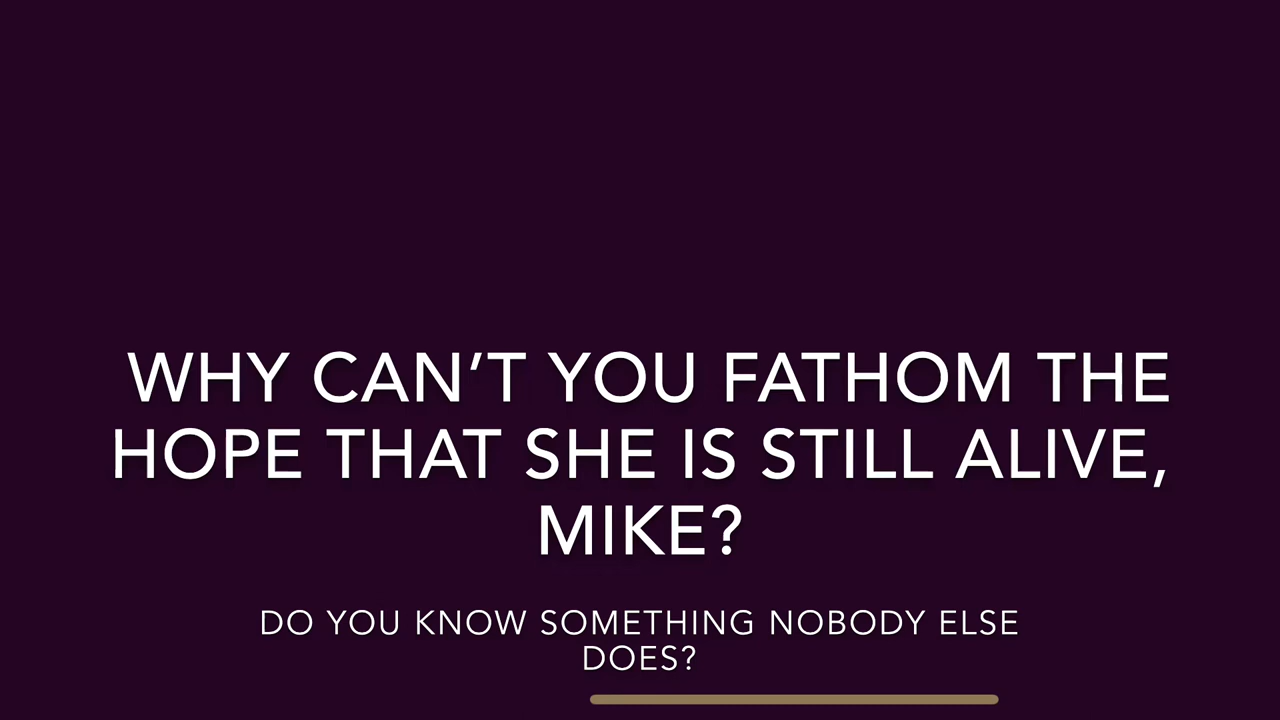 WHY CAN’T YOU FATHOM THE
HOPE THAT SHE IS STILL ALIVE,
MIKE?
DO YOU KNOW SOMETHING NOBODY ELSE
DOES?